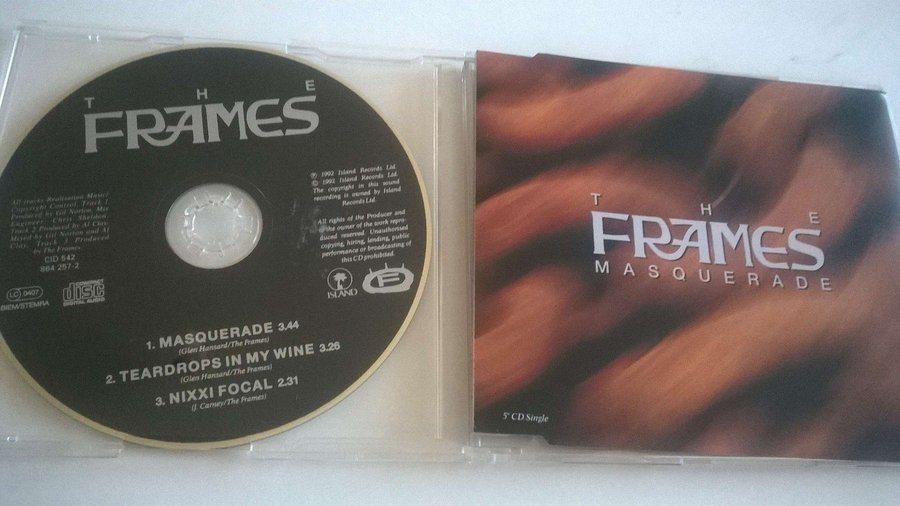 THE
FRAMES
All tracks Realisation Music/
Copyright Control. Track 1
Produced by Gil Norton. Mix
Engineer: Chris Sheldon.
Track 2 Produced by Al Clay.
Mixed by Gil Norton and Al
Clay. Track 3 Produced
by The Frames.
CID 542
864 257-2
LC 0407
BIEM/STEMRA
COMPACT
disc
DIGITAL AUDIO
℗ 1992 Island Records Ltd.
© 1992 Island Records Ltd.
The copyright in this sound
recording is owned by Island
Records Ltd.
All rights of the Producer and
the owner of the work repro-
duced reserved. Unauthorised
copying, hiring, lending, public
performance or broadcasting of
this CD prohibited.
ISLAND
1. MASQUERADE 3.44
(Glen Hansard/The Frames)
2. TEARDROPS IN MY WINE 3.26
(Glen Hansard/The Frames)
3. NIXXI FOCAL 2.31
(J. Carney/The Frames)
THE
FRAMES
MASQUERADE
5" CD Single